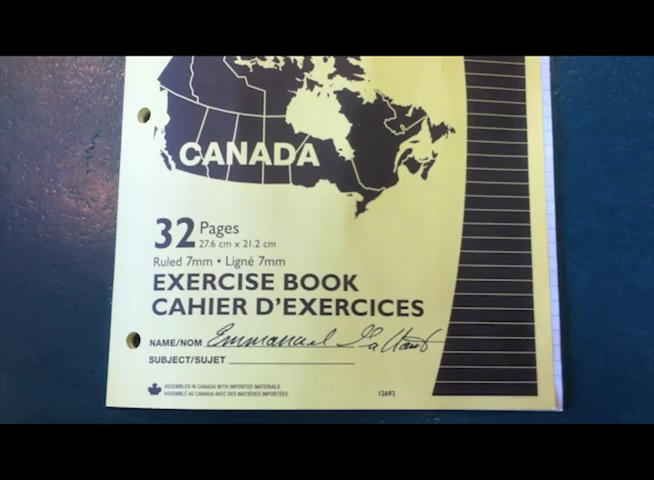 CANADA
32 Pages
27.6 cm x 21.2 cm
Ruled 7mm • Ligné 7mm
EXERCISE BOOK
CAHIER D'EXERCICES
NAME/NOM Emmanuel
SUBJECT/SUJET
ASSEMBLED IN CANADA WITH IMPORTED MATERIALS
ASSEMBLÉ AU CANADA AVEC DES MATIÈRES IMPORTÉES
12692